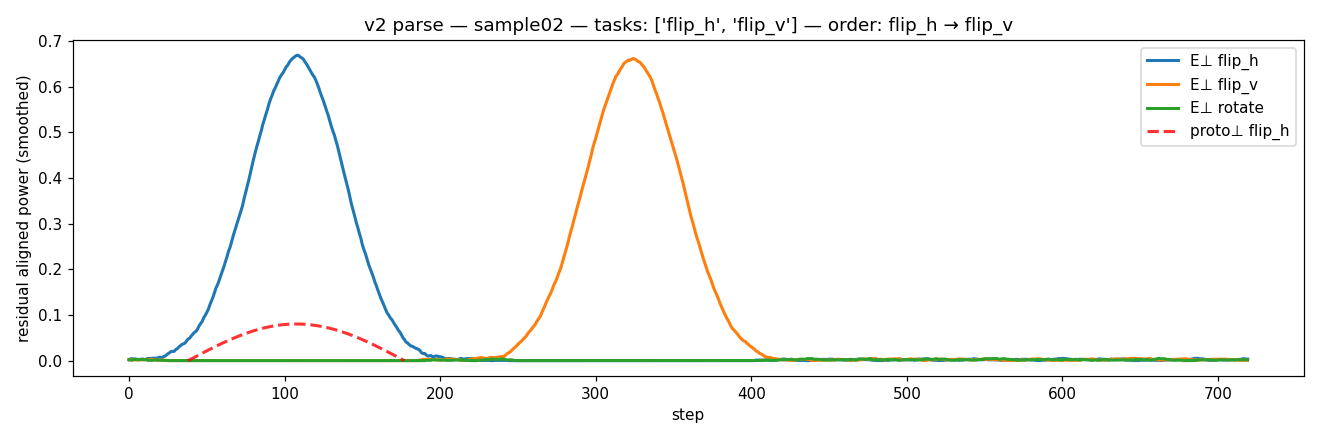 v2 parse — sample02 — tasks: ['flip_h', 'flip_v'] — order: flip_h → flip_v
residual aligned power (smoothed)
0.7
0.6
0.5
0.4
0.3
0.2
0.1
0.0
E⊥ flip_h
E⊥ flip_v
E⊥ rotate
proto⊥ flip_h
0 100 200 300 400 500 600 700
step